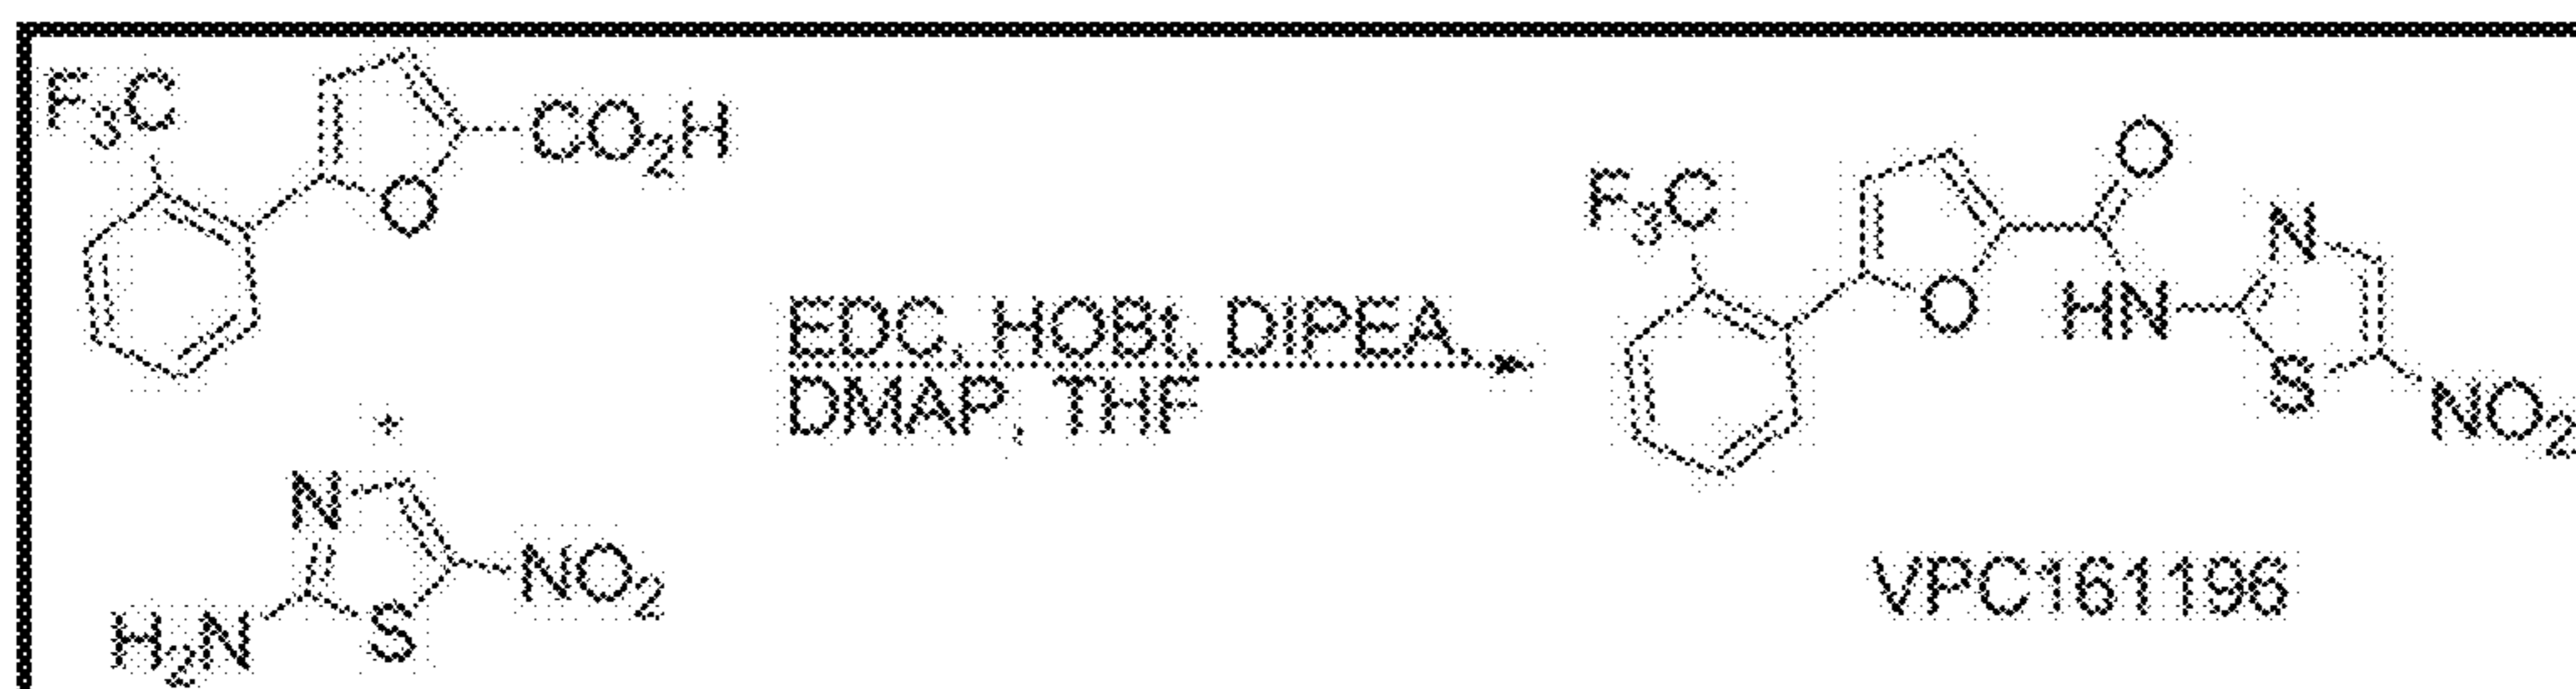 F₃C
CO₂H
O
+
N
NO₂
H₂N
S
EDC, HOBt, DIPEA,
DMAP, THF
F₃C
O
O
HN
N
S
NO₂
VPC161196